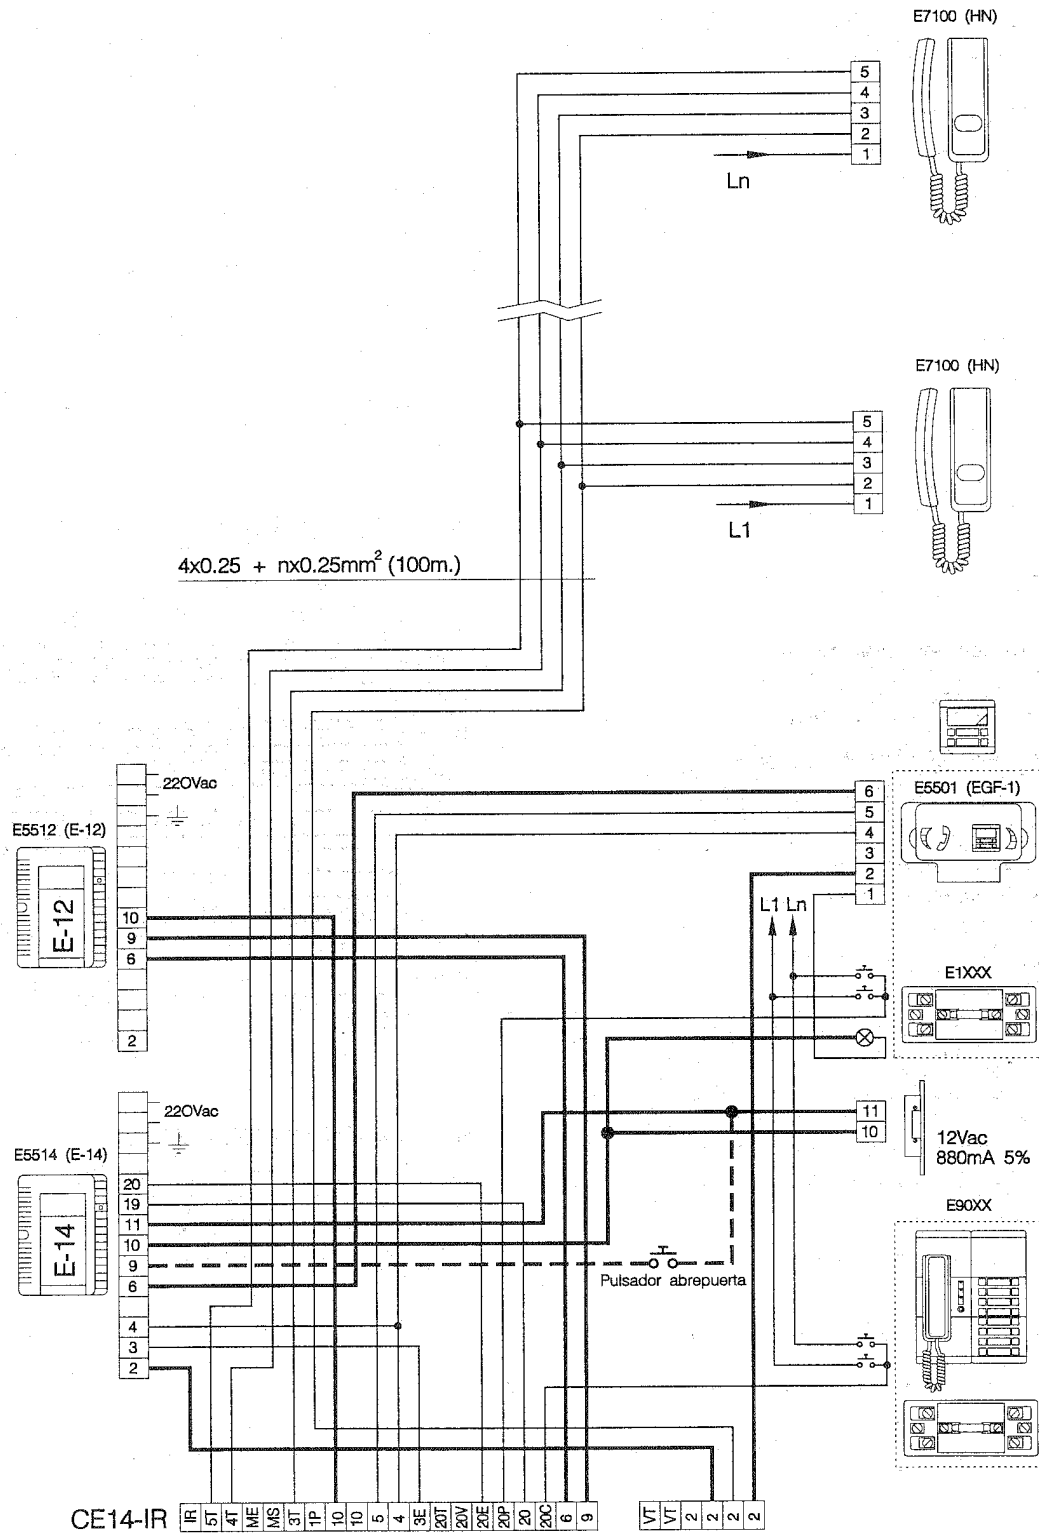 E7100 (HN)
5
4
3
2
1
Ln
E7100 (HN)
5
4
3
2
1
L1
4x0.25 + nx0.25mm² (100m.)
220Vac
E5512 (E-12)
E-12
10
9
6
2
E5501 (EGF-1)
6
5
4
3
2
1
L1 Ln
E1XXX
220Vac
E5514 (E-14)
E-14
20
19
11
10
9
6
4
3
2
11
10
12Vac
880mA 5%
Pulsador abrepuerta
E90XX
CE14-IR
IR
5T
4T
ME
MS
3T
1P
10
10
5
4
3E
20T
20V
20E
20P
20
20C
6
9
VT
VT
2
2
2
2